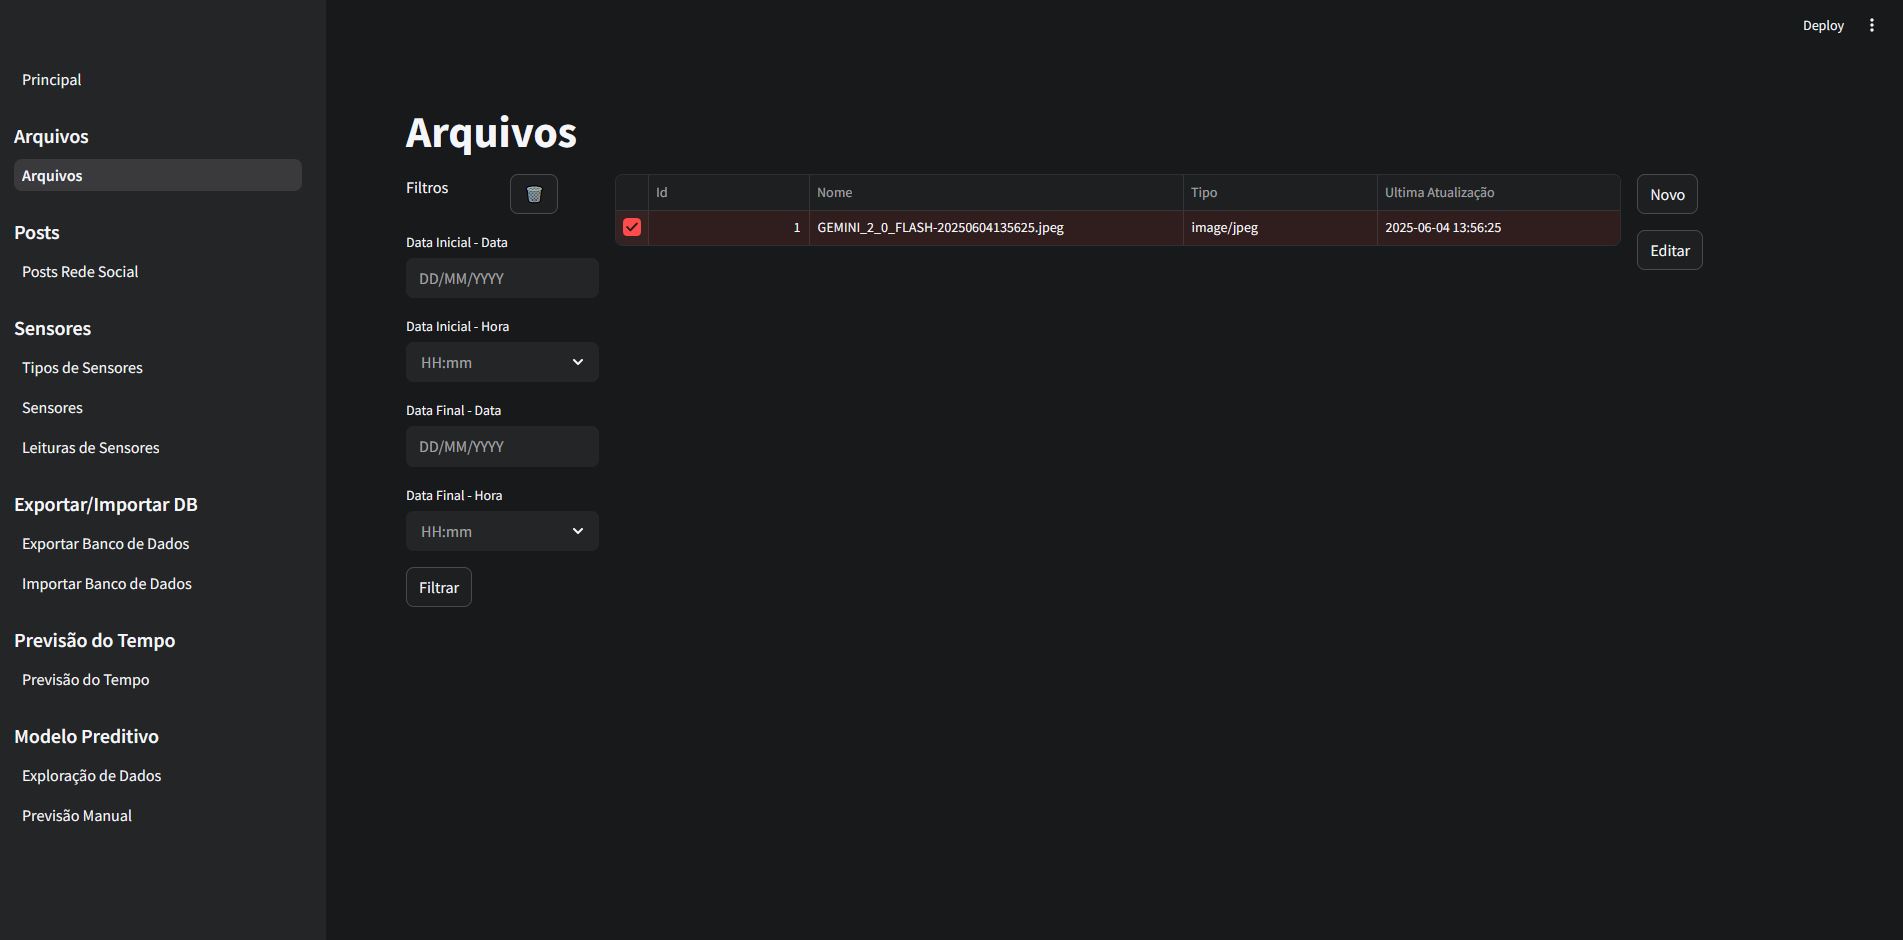 Deploy
Principal
Arquivos
Arquivos
Posts
Posts Rede Social
Sensores
Tipos de Sensores
Sensores
Leituras de Sensores
Exportar/Importar DB
Exportar Banco de Dados
Importar Banco de Dados
Previsão do Tempo
Previsão do Tempo
Modelo Preditivo
Exploração de Dados
Previsão Manual
Arquivos
Filtros
Data Inicial - Data
DD/MM/YYYY
Data Inicial - Hora
HH:mm
Data Final - Data
DD/MM/YYYY
Data Final - Hora
HH:mm
Filtrar
Id Nome Tipo Ultima Atualização
1 GEMINI_2_0_FLASH-20250604135625.jpeg image/jpeg 2025-06-04 13:56:25
Novo
Editar